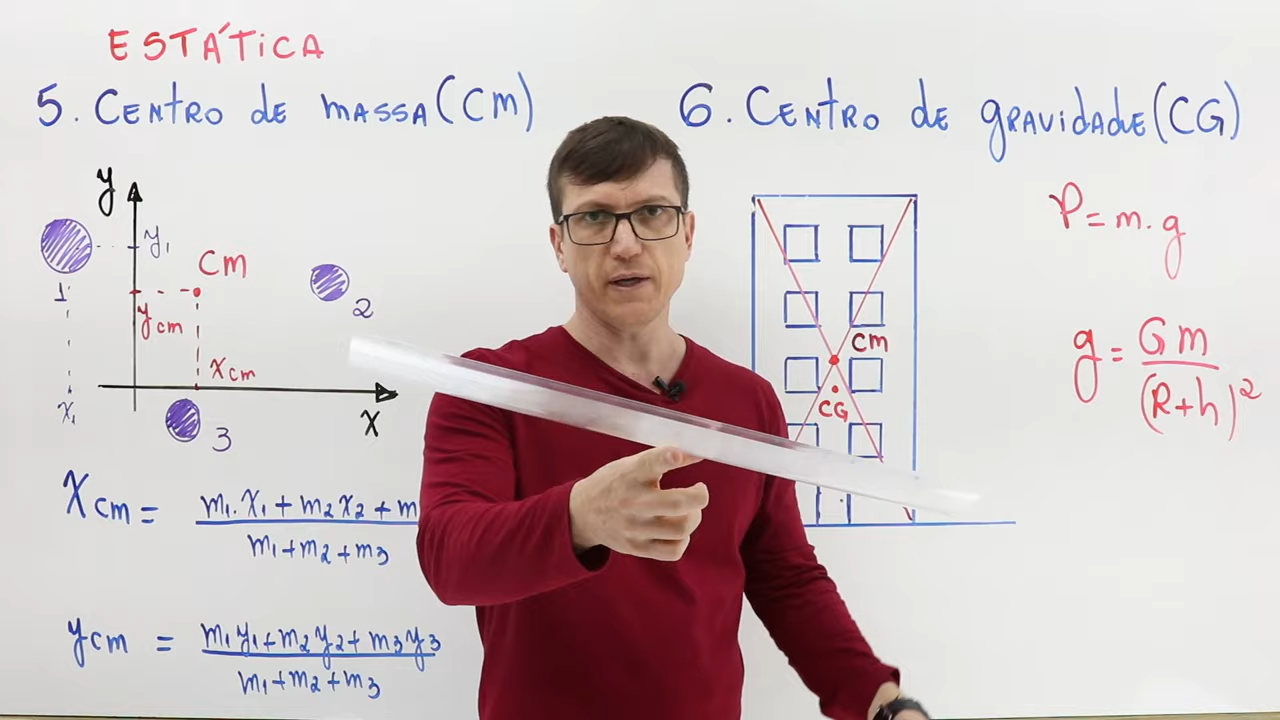 ESTÁTICA
5. CENTRO DE MASSA (CM)
y
y₁
CM
1
2
yCM
xCM
x₁
x
3
XCM = m₁.x₁ + m₂x₂ + m
m₁ + m₂ + m₃
yCM = m₁y₁ + m₂y₂ + m₃y₃
m₁ + m₂ + m₃
6. CENTRO DE GRAVIDADE (CG)
CM
CG
P = m.g
g = Gm
(R+h)²